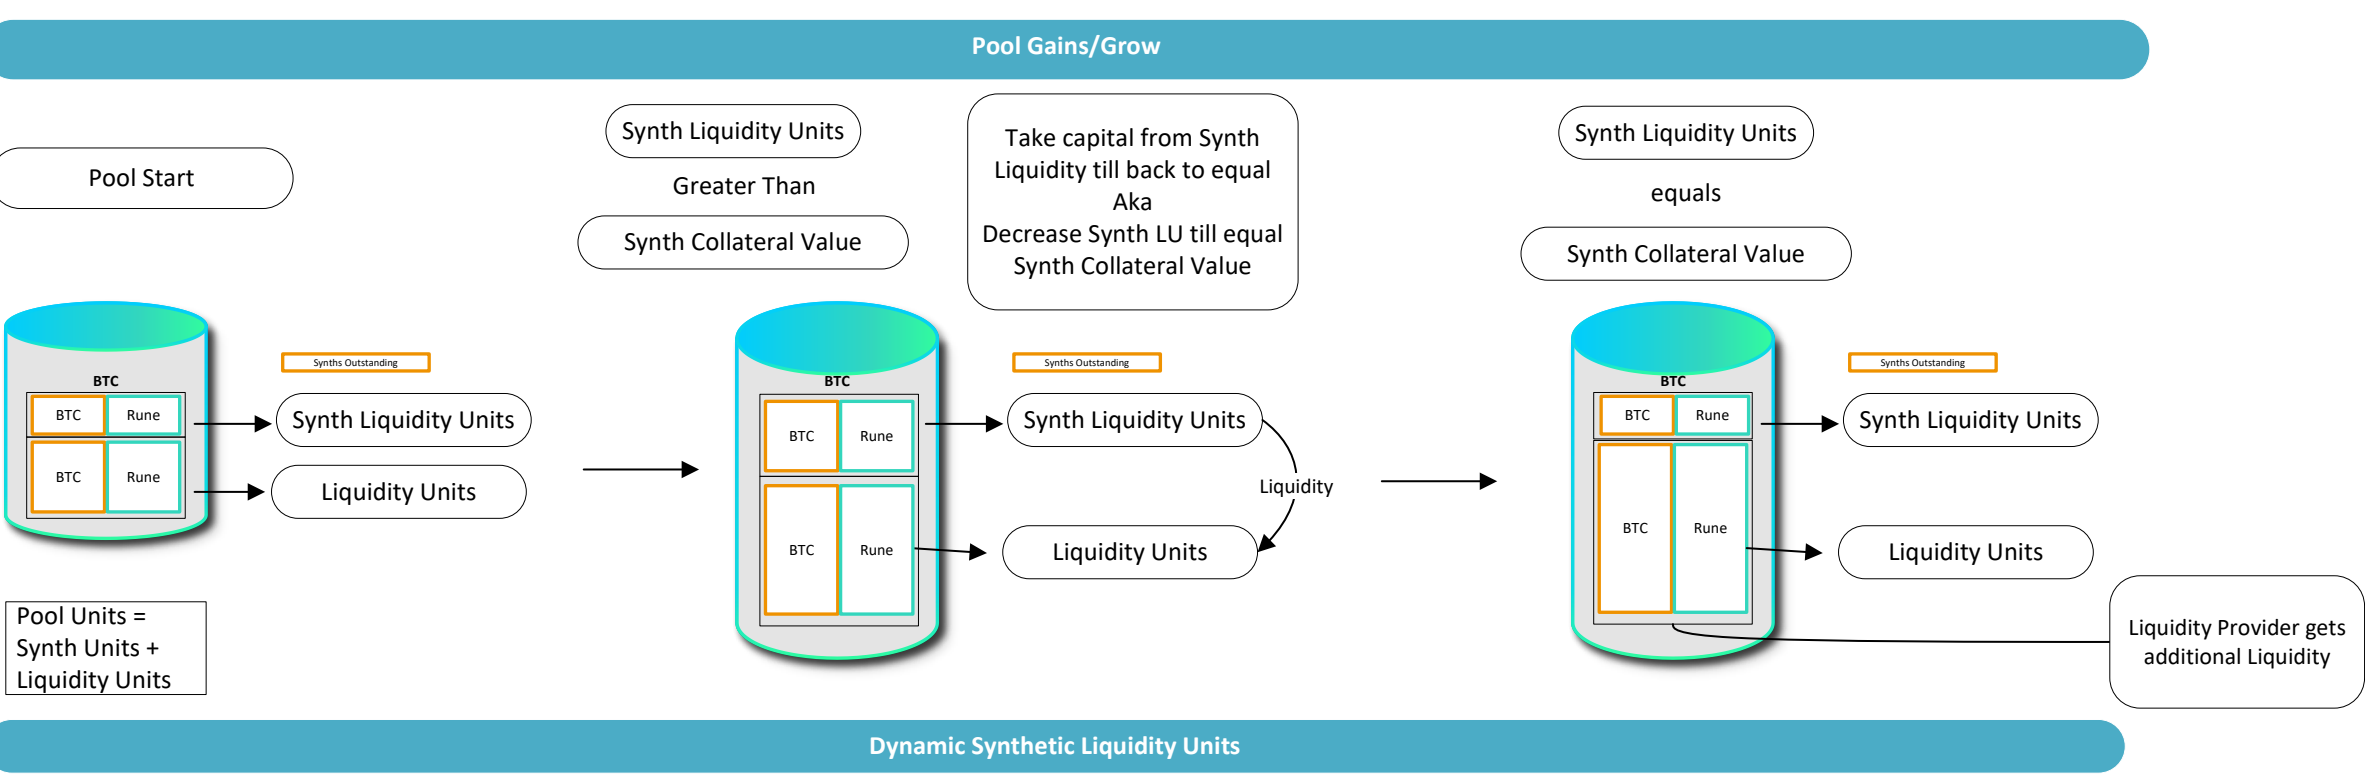 Pool Gains/Grow
Pool Start
Synth Liquidity Units
Greater Than
Synth Collateral Value
Take capital from Synth
Liquidity till back to equal
Aka
Decrease Synth LU till equal
Synth Collateral Value
Synth Liquidity Units
equals
Synth Collateral Value
BTC
BTC Rune
BTC Rune
Synths Outstanding
Synth Liquidity Units
Liquidity Units
Pool Units =
Synth Units +
Liquidity Units
BTC
BTC Rune
BTC Rune
Synths Outstanding
Synth Liquidity Units
Liquidity
Liquidity Units
BTC
BTC Rune
BTC Rune
Synths Outstanding
Synth Liquidity Units
Liquidity Units
Liquidity Provider gets
additional Liquidity
Dynamic Synthetic Liquidity Units